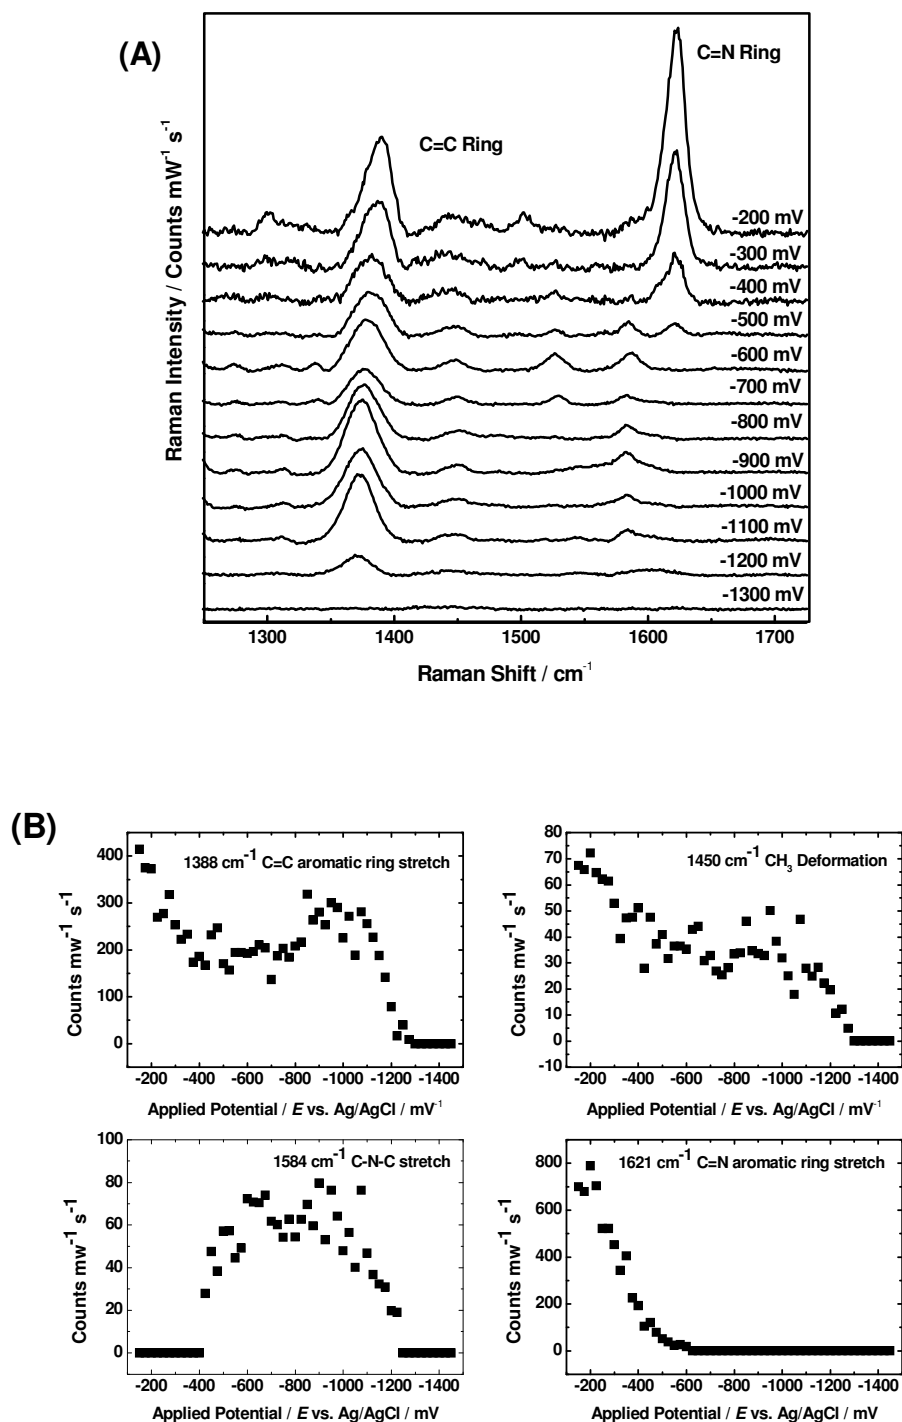 (A)
C=N Ring
C=C Ring
Raman Intensity / Counts mW⁻¹ s⁻¹
-200 mV
-300 mV
-400 mV
-500 mV
-600 mV
-700 mV
-800 mV
-900 mV
-1000 mV
-1100 mV
-1200 mV
-1300 mV
1300 1400 1500 1600 1700
Raman Shift / cm⁻¹
(B)
1388 cm⁻¹ C=C aromatic ring stretch
Counts mw⁻¹ s⁻¹
400
300
200
100
0
-200 -400 -600 -800 -1000 -1200 -1400
Applied Potential / E vs. Ag/AgCl / mV⁻¹
1450 cm⁻¹ CH₃ Deformation
Counts mw⁻¹ s⁻¹
80
70
60
50
40
30
20
10
0
-10
-200 -400 -600 -800 -1000 -1200 -1400
Applied Potential / E vs. Ag/AgCl / mV⁻¹
1584 cm⁻¹ C-N-C stretch
Counts mw⁻¹ s⁻¹
100
80
60
40
20
0
-200 -400 -600 -800 -1000 -1200 -1400
Applied Potential / E vs. Ag/AgCl / mV
1621 cm⁻¹ C=N aromatic ring stretch
Counts mw⁻¹ s⁻¹
800
600
400
200
0
-200 -400 -600 -800 -1000 -1200 -1400
Applied Potential / E vs. Ag/AgCl / mV